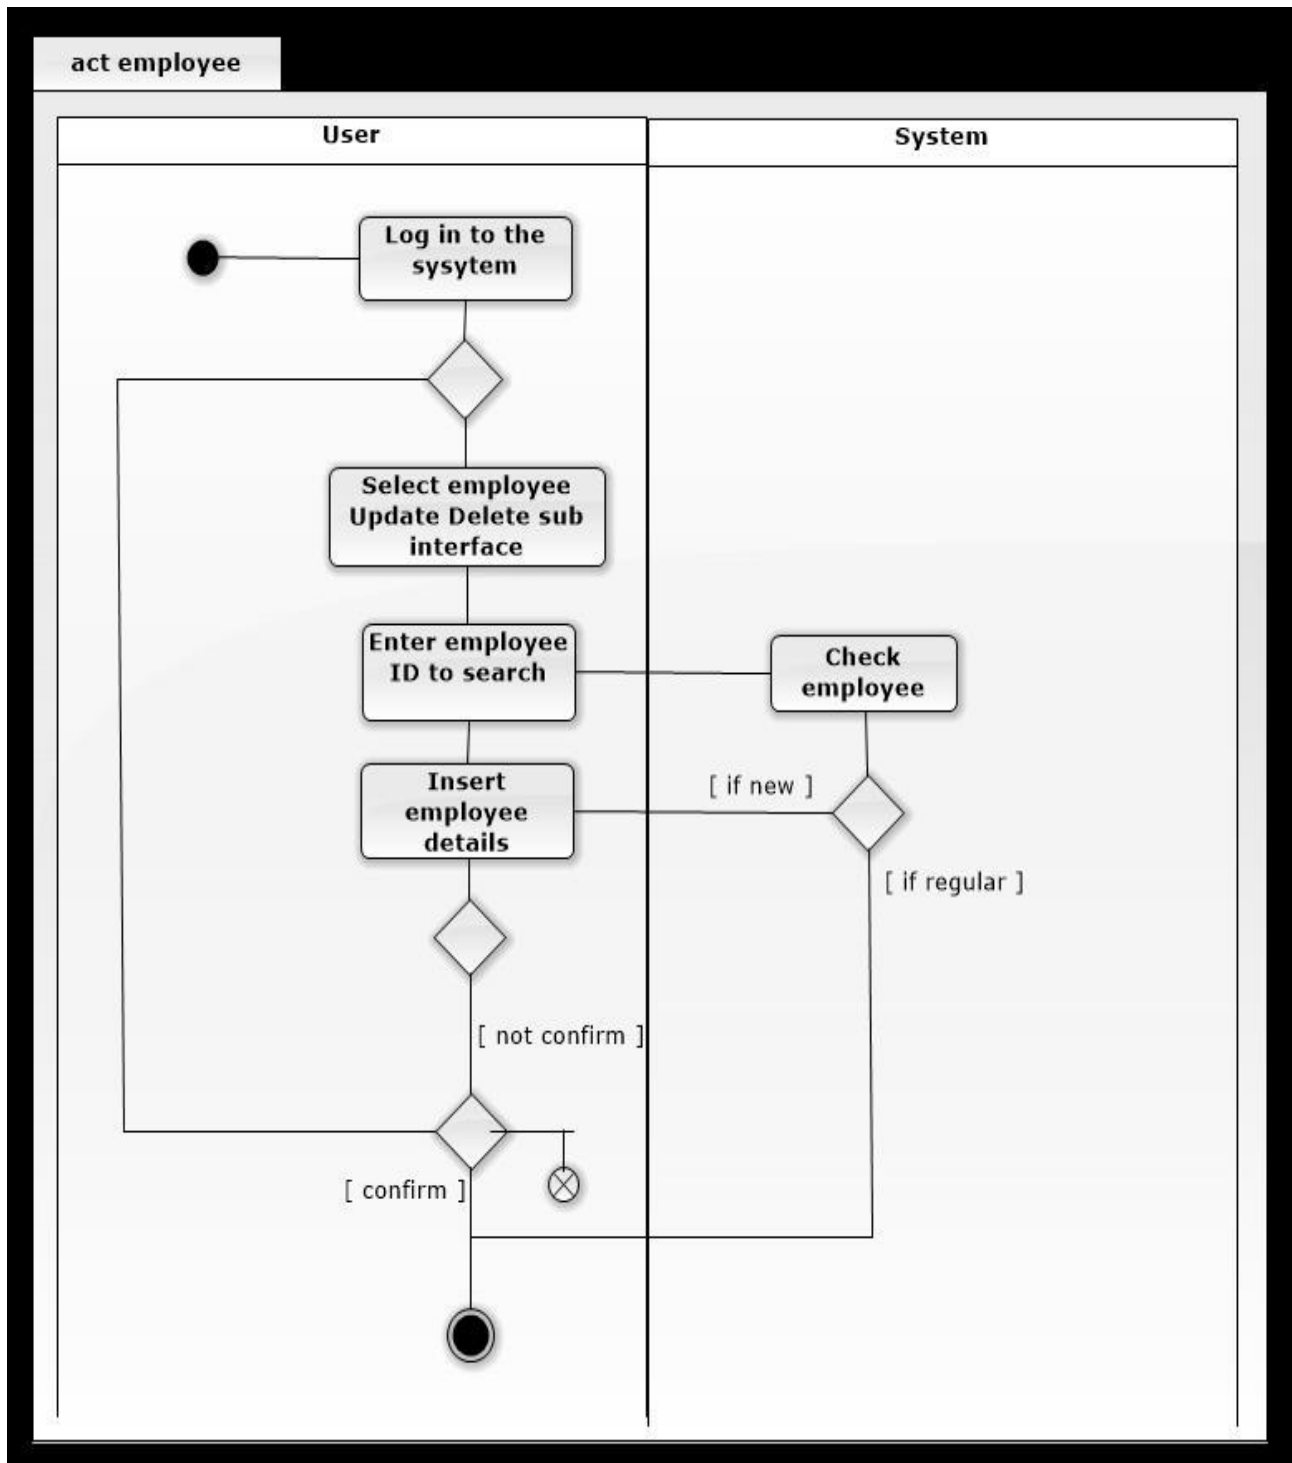 act employee
User
System
Log in to the
sysytem
Select employee
Update Delete sub
interface
Enter employee
ID to search
Check
employee
Insert
employee
details
[ if new ]
[ if regular ]
[ not confirm ]
[ confirm ]